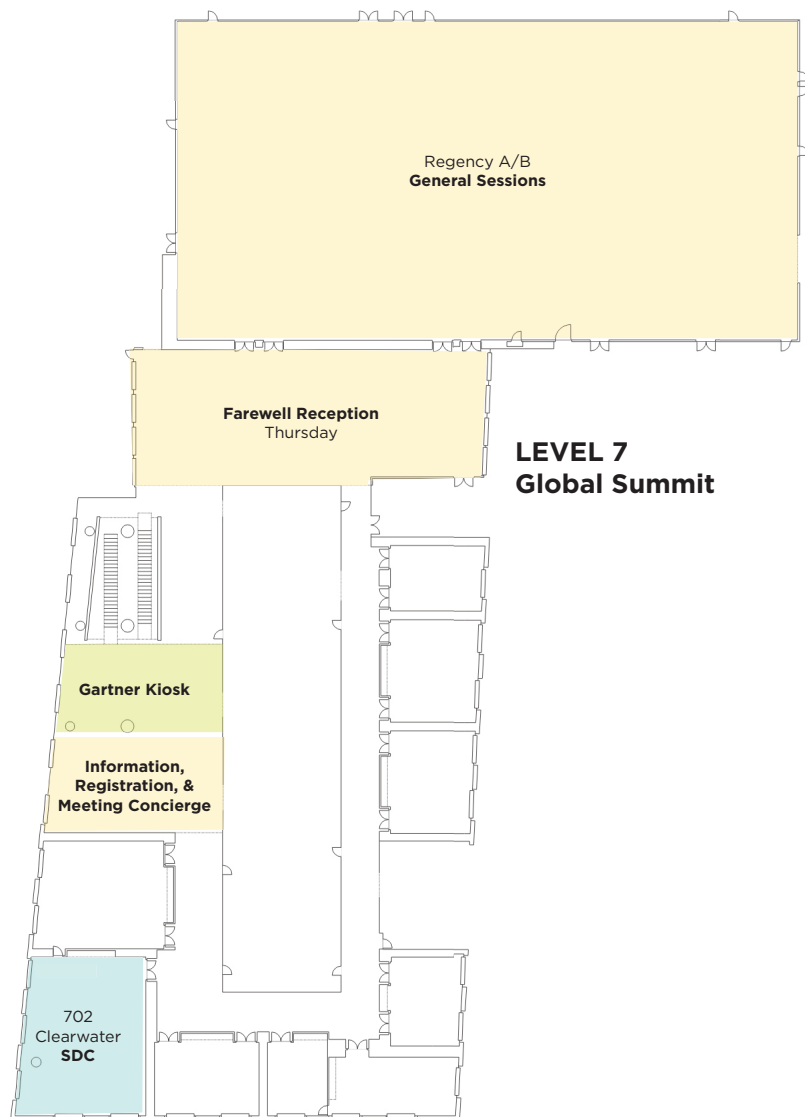 Regency A/B
General Sessions
Farewell Reception
Thursday
LEVEL 7
Global Summit
Gartner Kiosk
Information,
Registration, &
Meeting Concierge
702
Clearwater
SDC